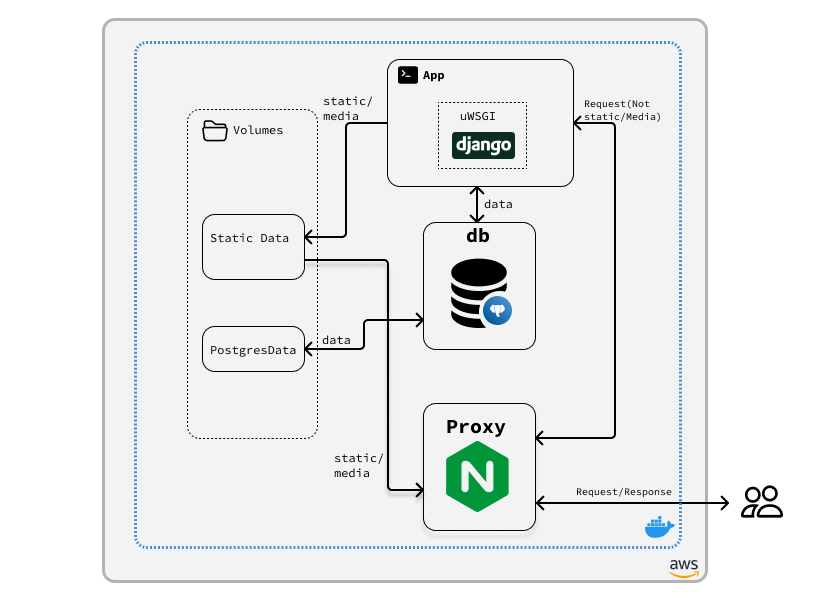 App
static/
media
Request(Not
static/Media)
uWSGI
django
Volumes
data
db
Static Data
data
PostgresData
Proxy
N
static/
media
Request/Response
aws